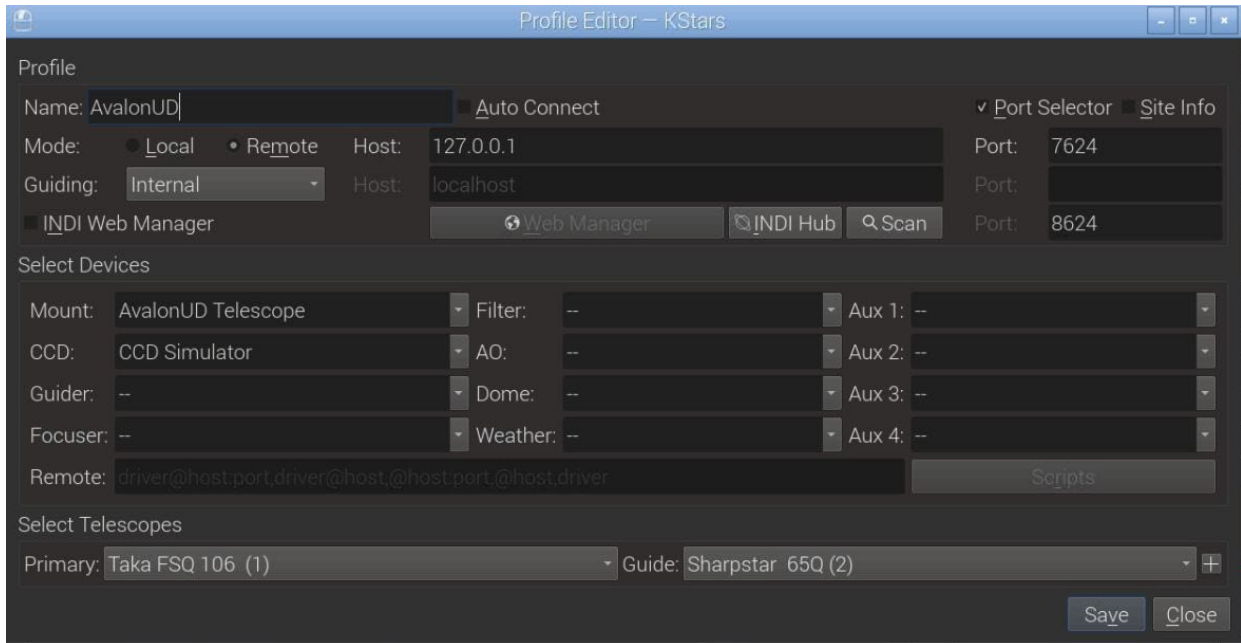 Profile Editor — KStars
Profile
Name: AvalonUD Auto Connect Port Selector Site Info
Mode: Local Remote Host: 127.0.0.1 Port: 7624
Guiding: Internal Host: localhost Port:
INDI Web Manager Web Manager INDI Hub Scan Port: 8624
Select Devices
Mount: AvalonUD Telescope Filter: -- Aux 1: --
CCD: CCD Simulator AO: -- Aux 2: --
Guider: -- Dome: -- Aux 3: --
Focuser: -- Weather: -- Aux 4: --
Remote: driver@host:port,driver@host,@host:port,@host,driver Scripts
Select Telescopes
Primary: Taka FSQ 106 (1) Guide: Sharpstar 65Q (2) +
Save Close